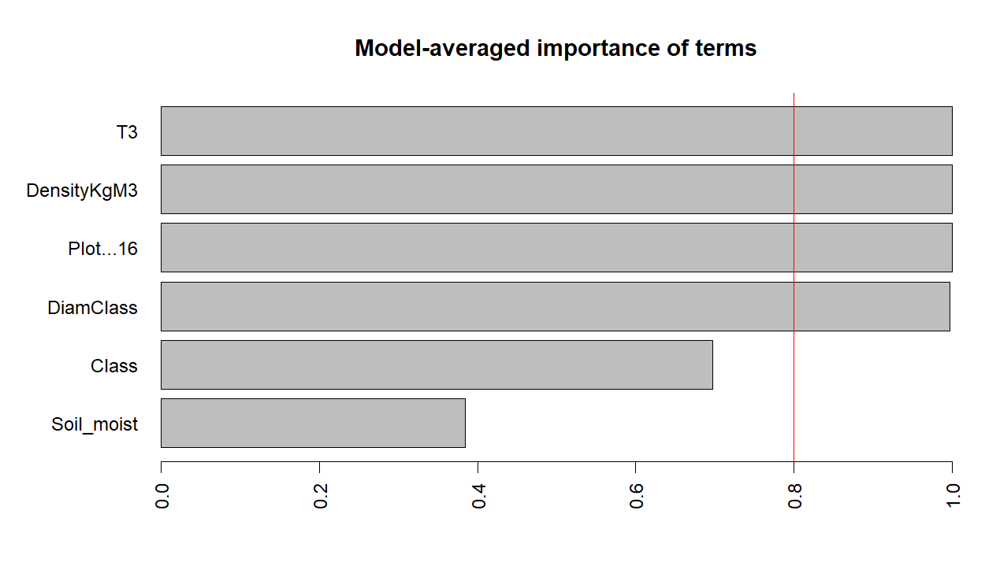 Model-averaged importance of terms
T3
DensityKgM3
Plot...16
DiamClass
Class
Soil_moist
0.0 0.2 0.4 0.6 0.8 1.0